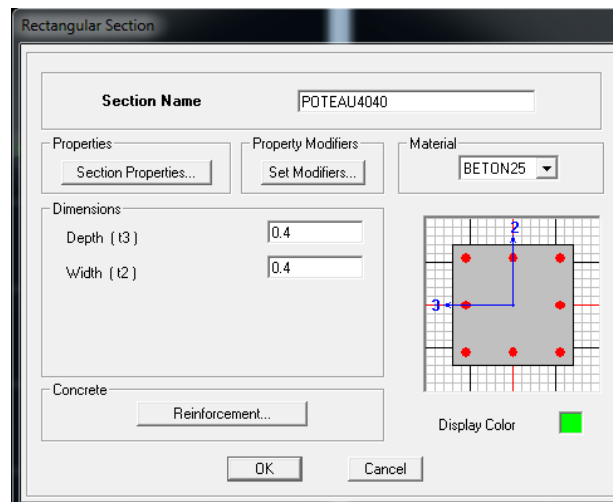 Rectangular Section
Section Name POTEAU4040
Properties Property Modifiers Material
Section Properties... Set Modifiers... BETON25
Dimensions
Depth ( t3 ) 0.4
Width ( t2 ) 0.4
2
3
Concrete
Reinforcement...
Display Color
OK Cancel